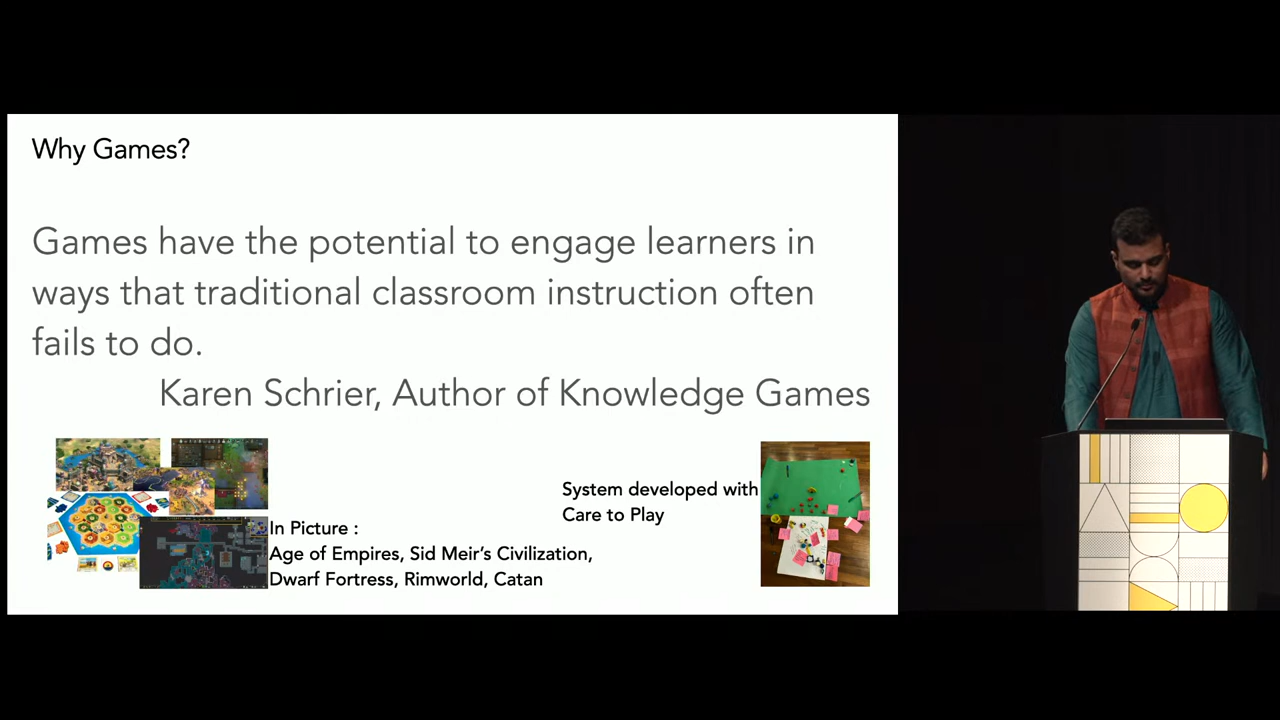 Why Games?
Games have the potential to engage learners in
ways that traditional classroom instruction often
fails to do.
Karen Schrier, Author of Knowledge Games
System developed with
Care to Play
In Picture :
Age of Empires, Sid Meir's Civilization,
Dwarf Fortress, Rimworld, Catan